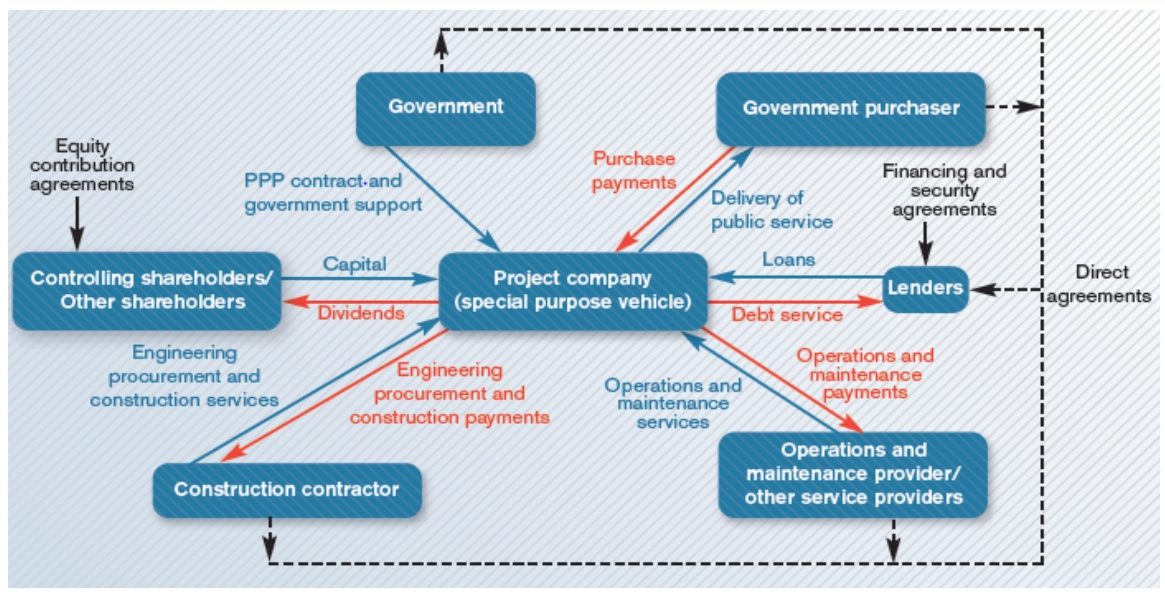 Government
Government purchaser
Equity
contribution
agreements
PPP contract and
government support
Purchase
payments
Delivery of
public service
Financing and
security
agreements
Controlling shareholders/
Other shareholders
Capital
Dividends
Project company
(special purpose vehicle)
Loans
Debt service
Lenders
Direct
agreements
Engineering
procurement and
construction services
Engineering
procurement and
construction payments
Operations and
maintenance
services
Operations and
maintenance
payments
Construction contractor
Operations and
maintenance provider/
other service providers